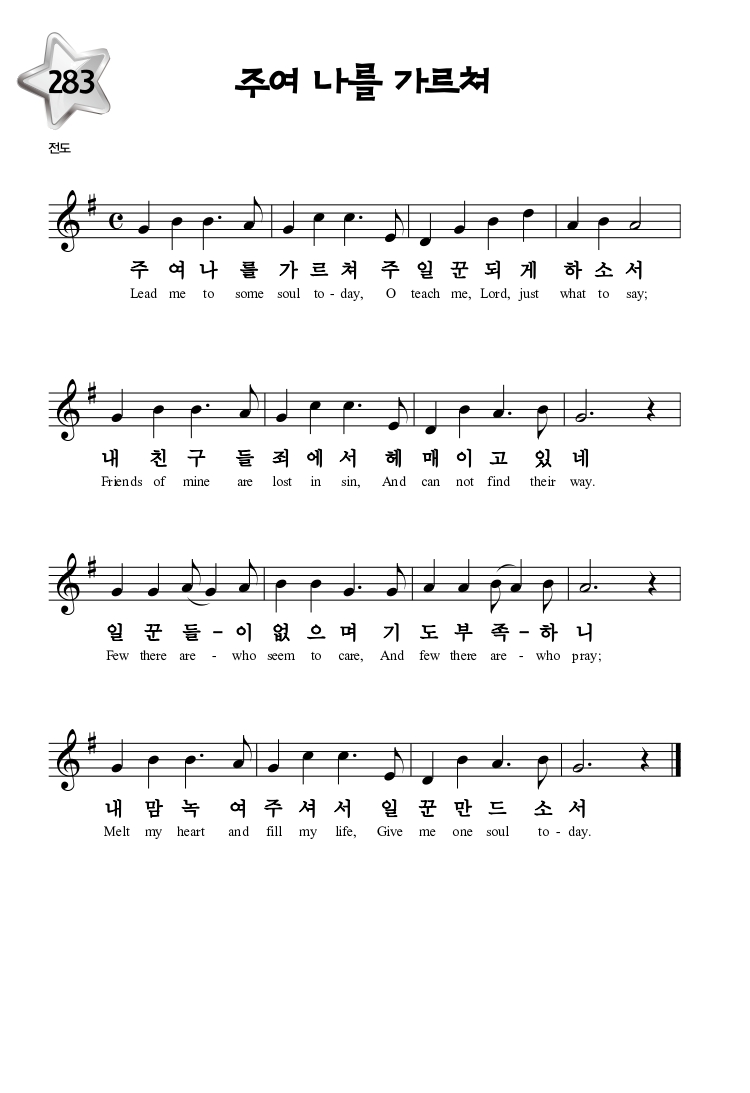 283
주여 나를 가르쳐
전도
주 여 나 를 가 르 쳐 주 일 꾼 되 게 하 소 서
Lead me to some soul to - day, O teach me, Lord, just what to say;
내 친 구 들 죄 에 서 헤 매 이 고 있 네
Friends of mine are lost in sin, And can not find their way.
일 꾼 들 - 이 없 으 며 기 도 부 족 - 하 니
Few there are - who seem to care, And few there are - who pray;
내 맘 녹 여 주 셔 서 일 꾼 만 드 소 서
Melt my heart and fill my life, Give me one soul to - day.